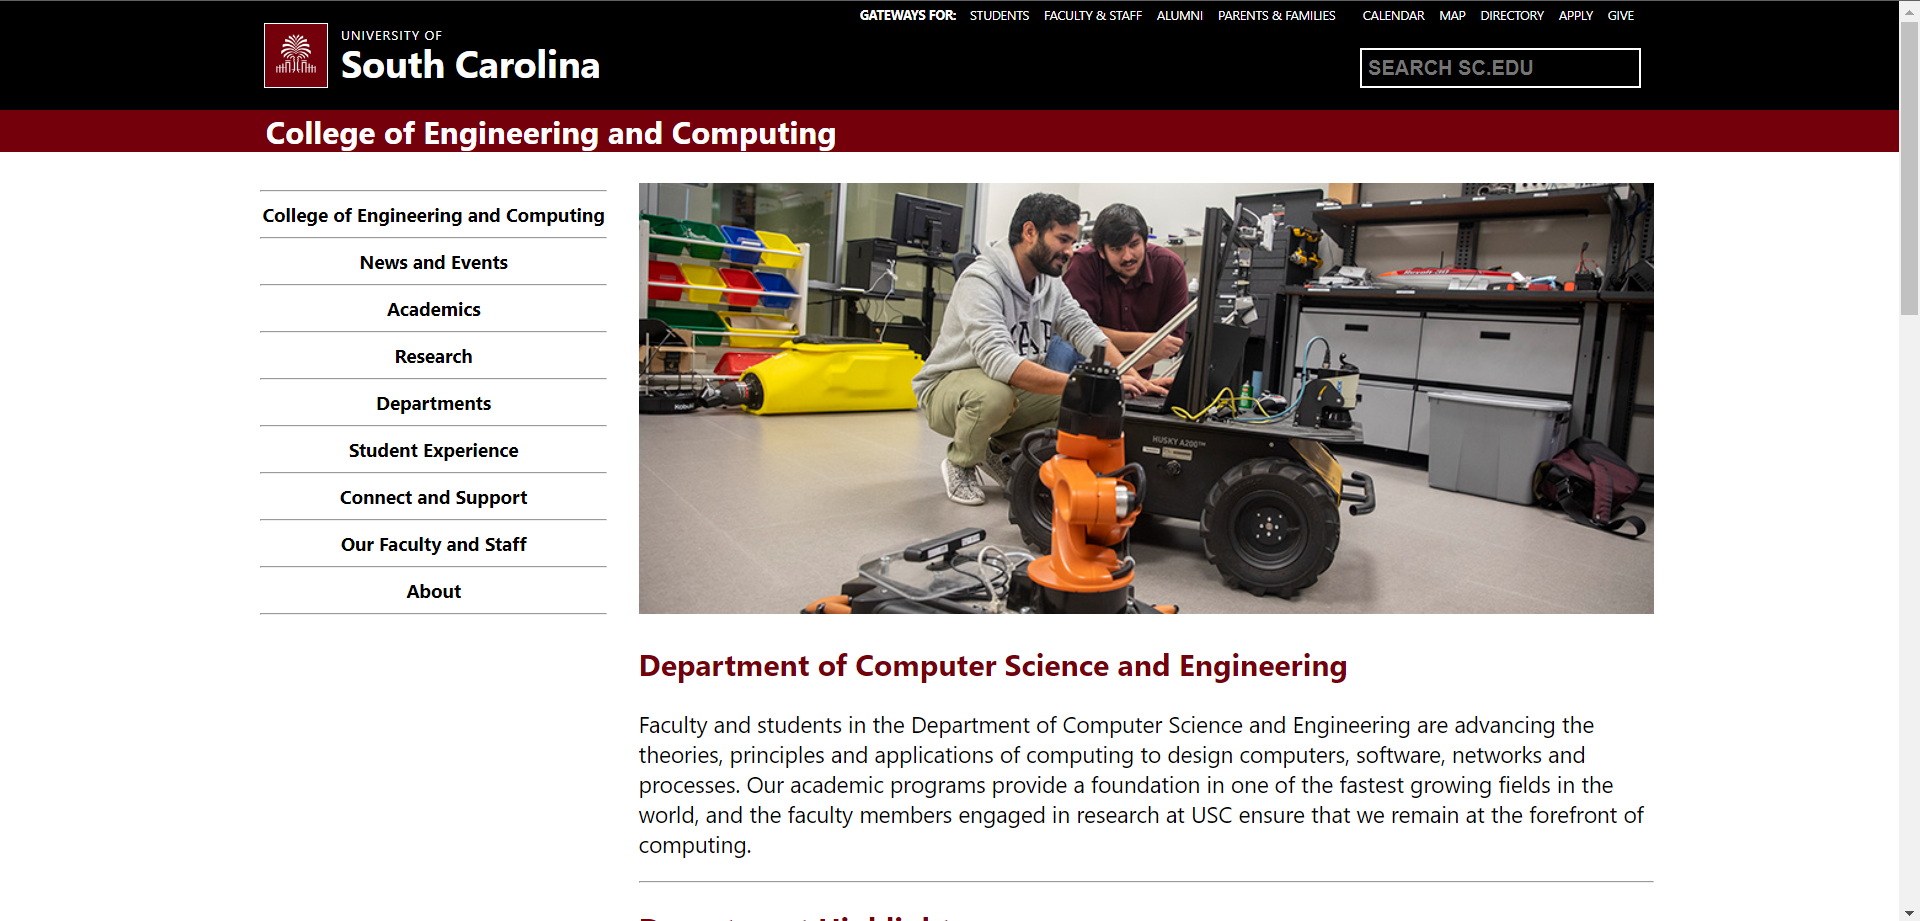 GATEWAYS FOR: STUDENTS FACULTY & STAFF ALUMNI PARENTS & FAMILIES CALENDAR MAP DIRECTORY APPLY GIVE
UNIVERSITY OF
South Carolina
SEARCH SC.EDU
College of Engineering and Computing
College of Engineering and Computing
News and Events
Academics
Research
Departments
Student Experience
Connect and Support
Our Faculty and Staff
About
HUSKY A200™
Department of Computer Science and Engineering
Faculty and students in the Department of Computer Science and Engineering are advancing the
theories, principles and applications of computing to design computers, software, networks and
processes. Our academic programs provide a foundation in one of the fastest growing fields in the
world, and the faculty members engaged in research at USC ensure that we remain at the forefront of
computing.